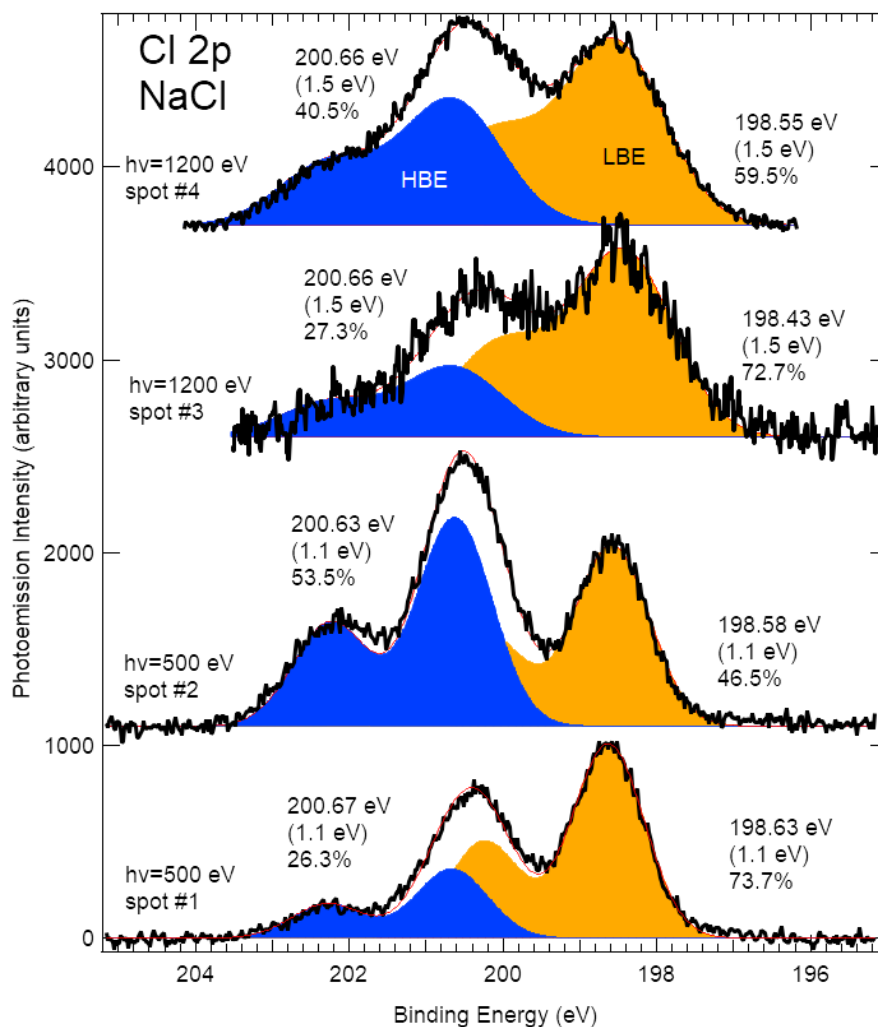 Cl 2p
NaCl
200.66 eV
(1.5 eV)
40.5%
198.55 eV
(1.5 eV)
59.5%
HBE
LBE
hv=1200 eV
spot #4
200.66 eV
(1.5 eV)
27.3%
198.43 eV
(1.5 eV)
72.7%
hv=1200 eV
spot #3
200.63 eV
(1.1 eV)
53.5%
198.58 eV
(1.1 eV)
46.5%
hv=500 eV
spot #2
200.67 eV
(1.1 eV)
26.3%
198.63 eV
(1.1 eV)
73.7%
hv=500 eV
spot #1
Photoemission Intensity (arbitrary units)
4000
3000
2000
1000
0
204
202
200
198
196
Binding Energy (eV)